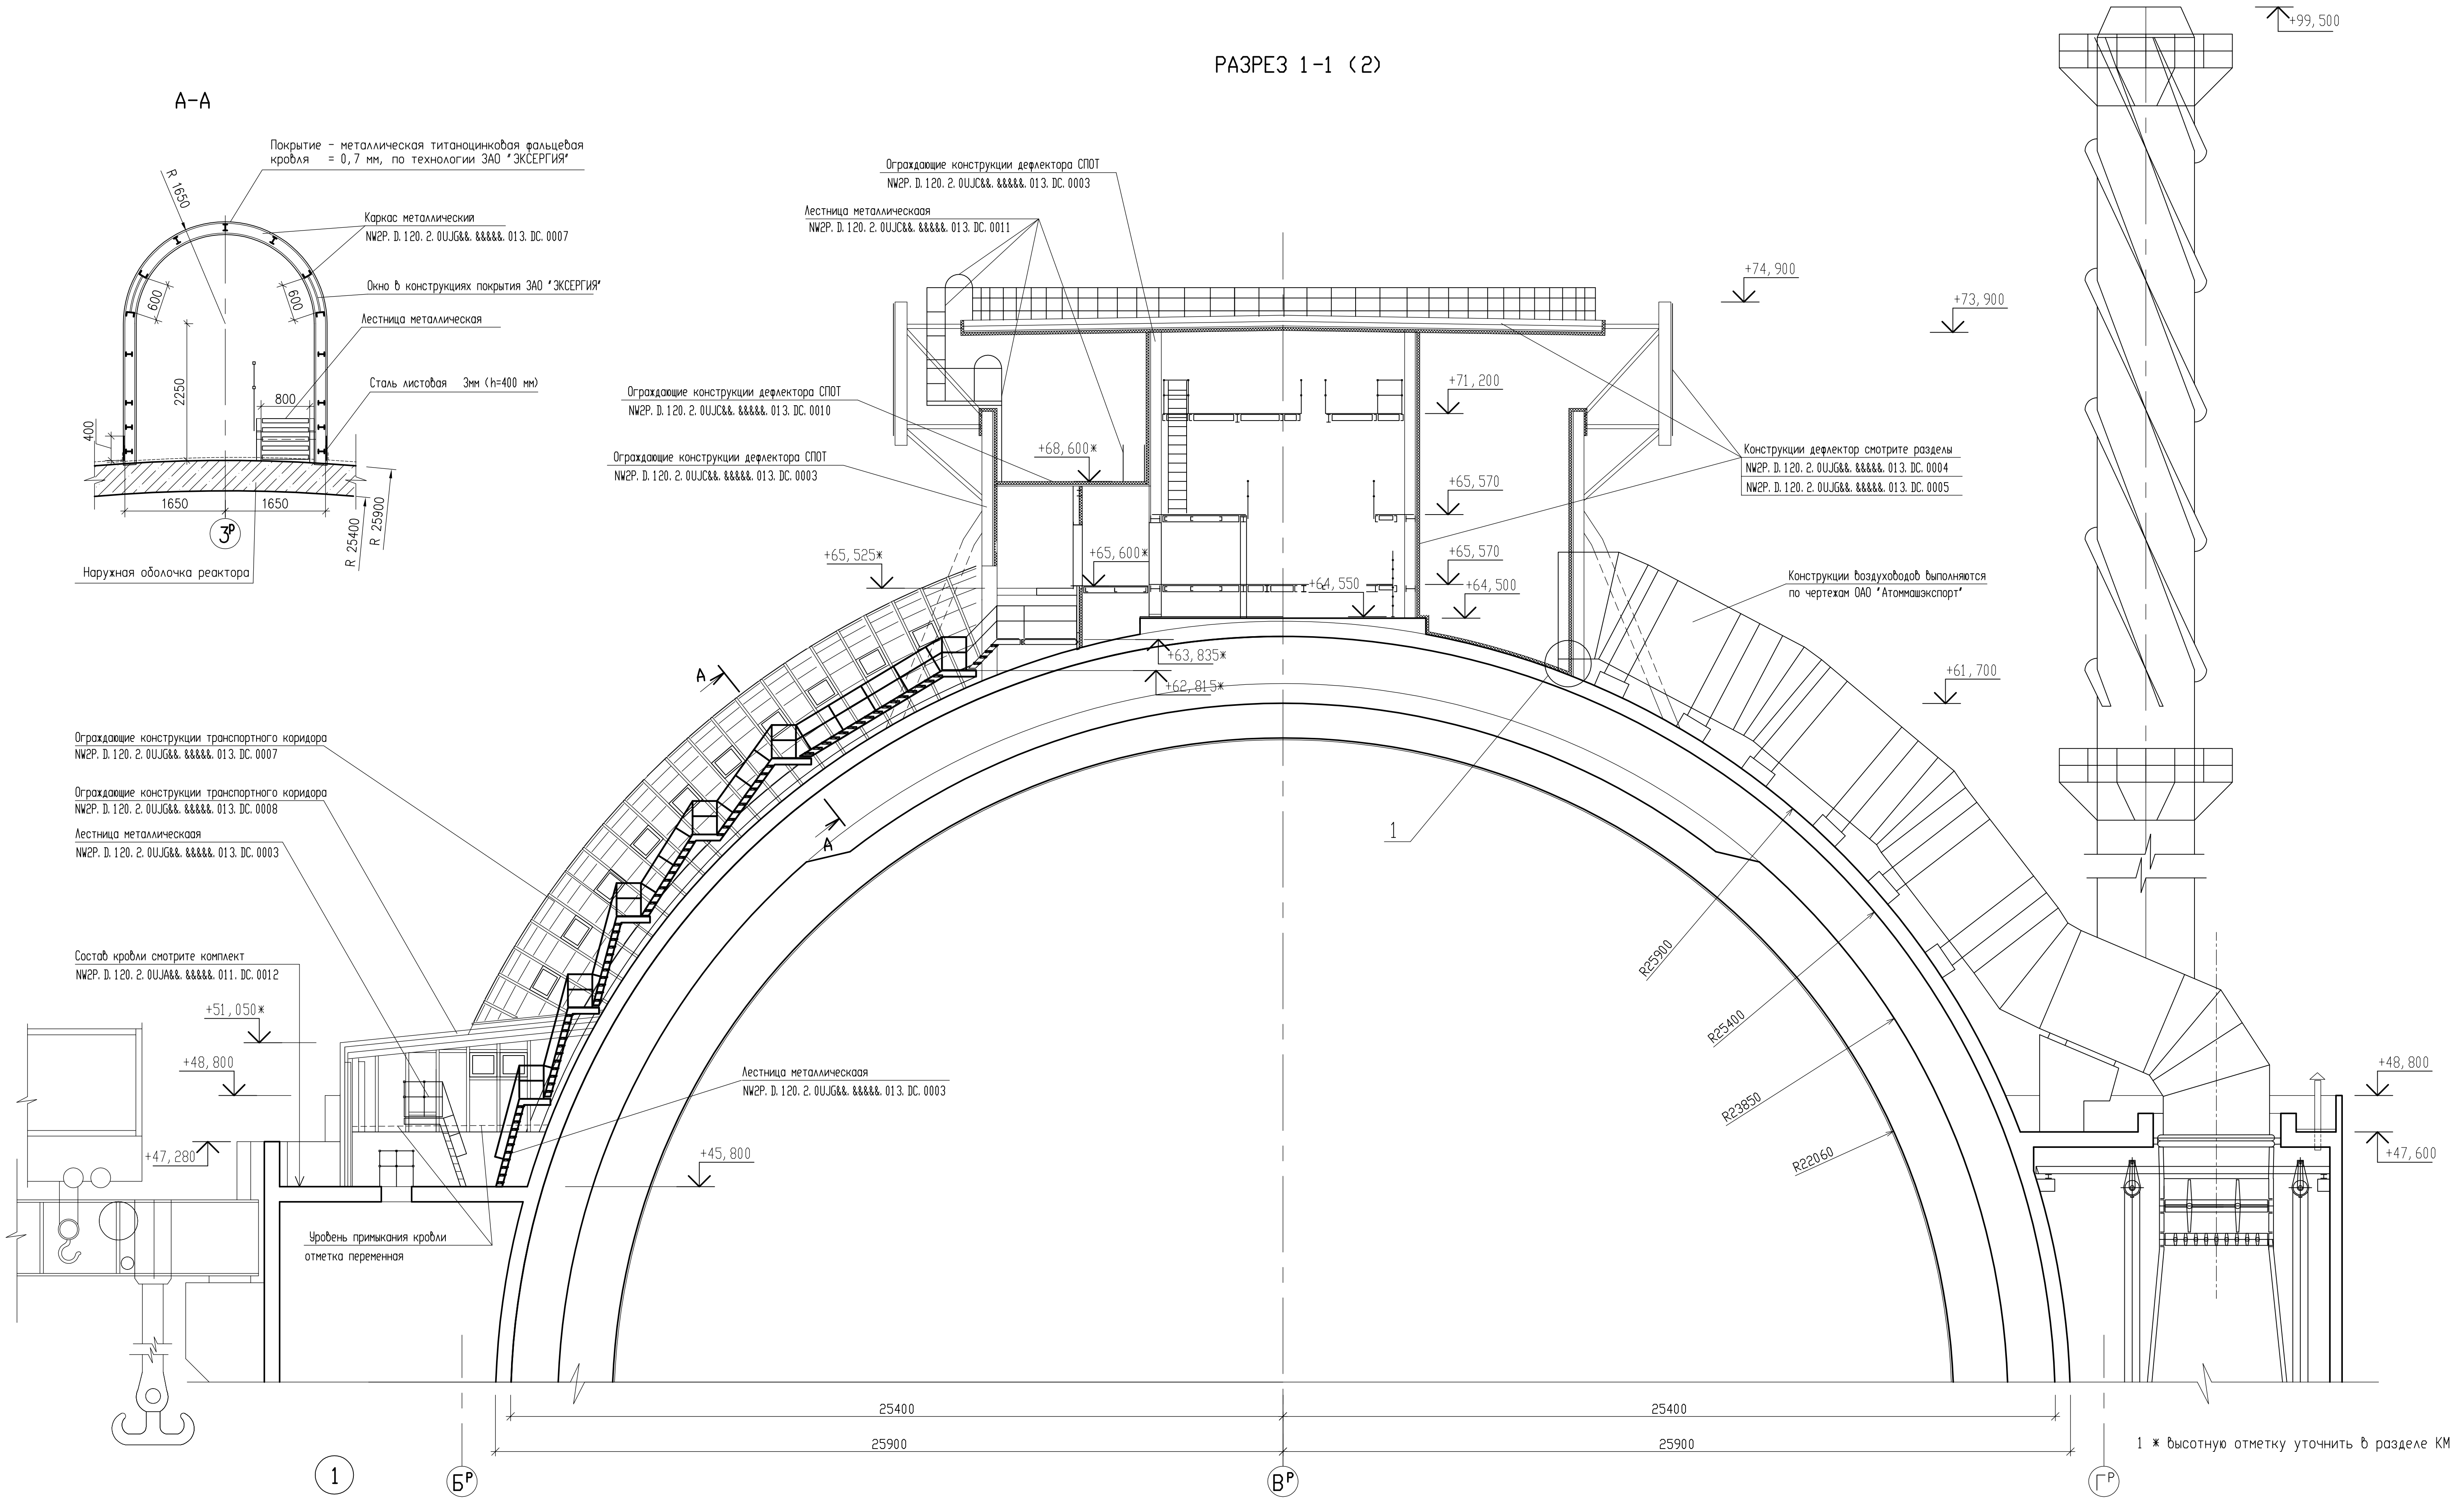 РАЗРЕЗ 1-1 (2)
+99,500
А-А
Покрытие - металлическая титаноцинковая фальцевая
кровля = 0,7 мм, по технологии ЗАО "ЭКСЕРГИЯ"
R 1650
Каркас металлический
NW2P. D. 120. 2. 0UJG&&. &&&&&. 013. DC. 0007
Окно в конструкциях покрытия ЗАО "ЭКСЕРГИЯ"
600
600
Лестница металлическая
Сталь листовая 3мм (h=400 мм)
2250
800
400
1650
1650
3Р
R 25400
R 25900
Наружная оболочка реактора
Ограждающие конструкции дефлектора СПОТ
NW2P. D. 120. 2. 0UJC&&. &&&&&. 013. DC. 0003
Лестница металлическаая
NW2P. D. 120. 2. 0UJC&&. &&&&&. 013. DC. 0011
Ограждающие конструкции дефлектора СПОТ
NW2P. D. 120. 2. 0UJC&&. &&&&&. 013. DC. 0010
Ограждающие конструкции дефлектора СПОТ
NW2P. D. 120. 2. 0UJC&&. &&&&&. 013. DC. 0003
+74,900
+73,900
+71,200
+68,600*
+65,570
+65,525*
+65,600*
+65,570
+64,550
+64,500
+63,835*
+62,815*
+61,700
Конструкции дефлектор смотрите разделы
NW2P. D. 120. 2. 0UJG&&. &&&&&. 013. DC. 0004
NW2P. D. 120. 2. 0UJG&&. &&&&&. 013. DC. 0005
Конструкции воздуховодов выполняются
по чертежам ОАО "Атоммашэкспорт"
А
А
1
Ограждающие конструкции транспортного коридора
NW2P. D. 120. 2. 0UJG&&. &&&&&. 013. DC. 0007
Ограждающие конструкции транспортного коридора
NW2P. D. 120. 2. 0UJG&&. &&&&&. 013. DC. 0008
Лестница металлическаая
NW2P. D. 120. 2. 0UJG&&. &&&&&. 013. DC. 0003
Состав кровли смотрите комплект
NW2P. D. 120. 2. 0UJA&&. &&&&&. 011. DC. 0012
+51,050*
+48,800
+47,280
Лестница металлическаая
NW2P. D. 120. 2. 0UJG&&. &&&&&. 013. DC. 0003
+45,800
Уровень примыкания кровли
отметка переменная
R25900
R25400
R23850
R22060
+48,800
+47,600
25400
25400
25900
25900
1 * высотную отметку уточнить в разделе КМ
1
БР
ВР
ГР